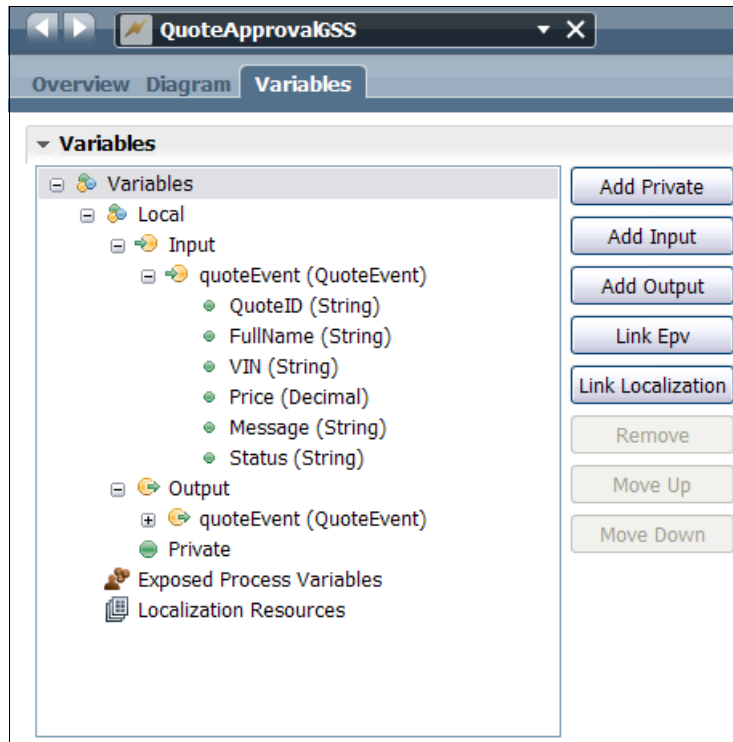 QuoteApprovalGSS
Overview Diagram Variables
Variables
Variables
Add Private
Local
Input
Add Input
quoteEvent (QuoteEvent)
Add Output
QuoteID (String)
FullName (String)
Link Epv
VIN (String)
Price (Decimal)
Link Localization
Message (String)
Remove
Status (String)
Output
Move Up
quoteEvent (QuoteEvent)
Move Down
Private
Exposed Process Variables
Localization Resources